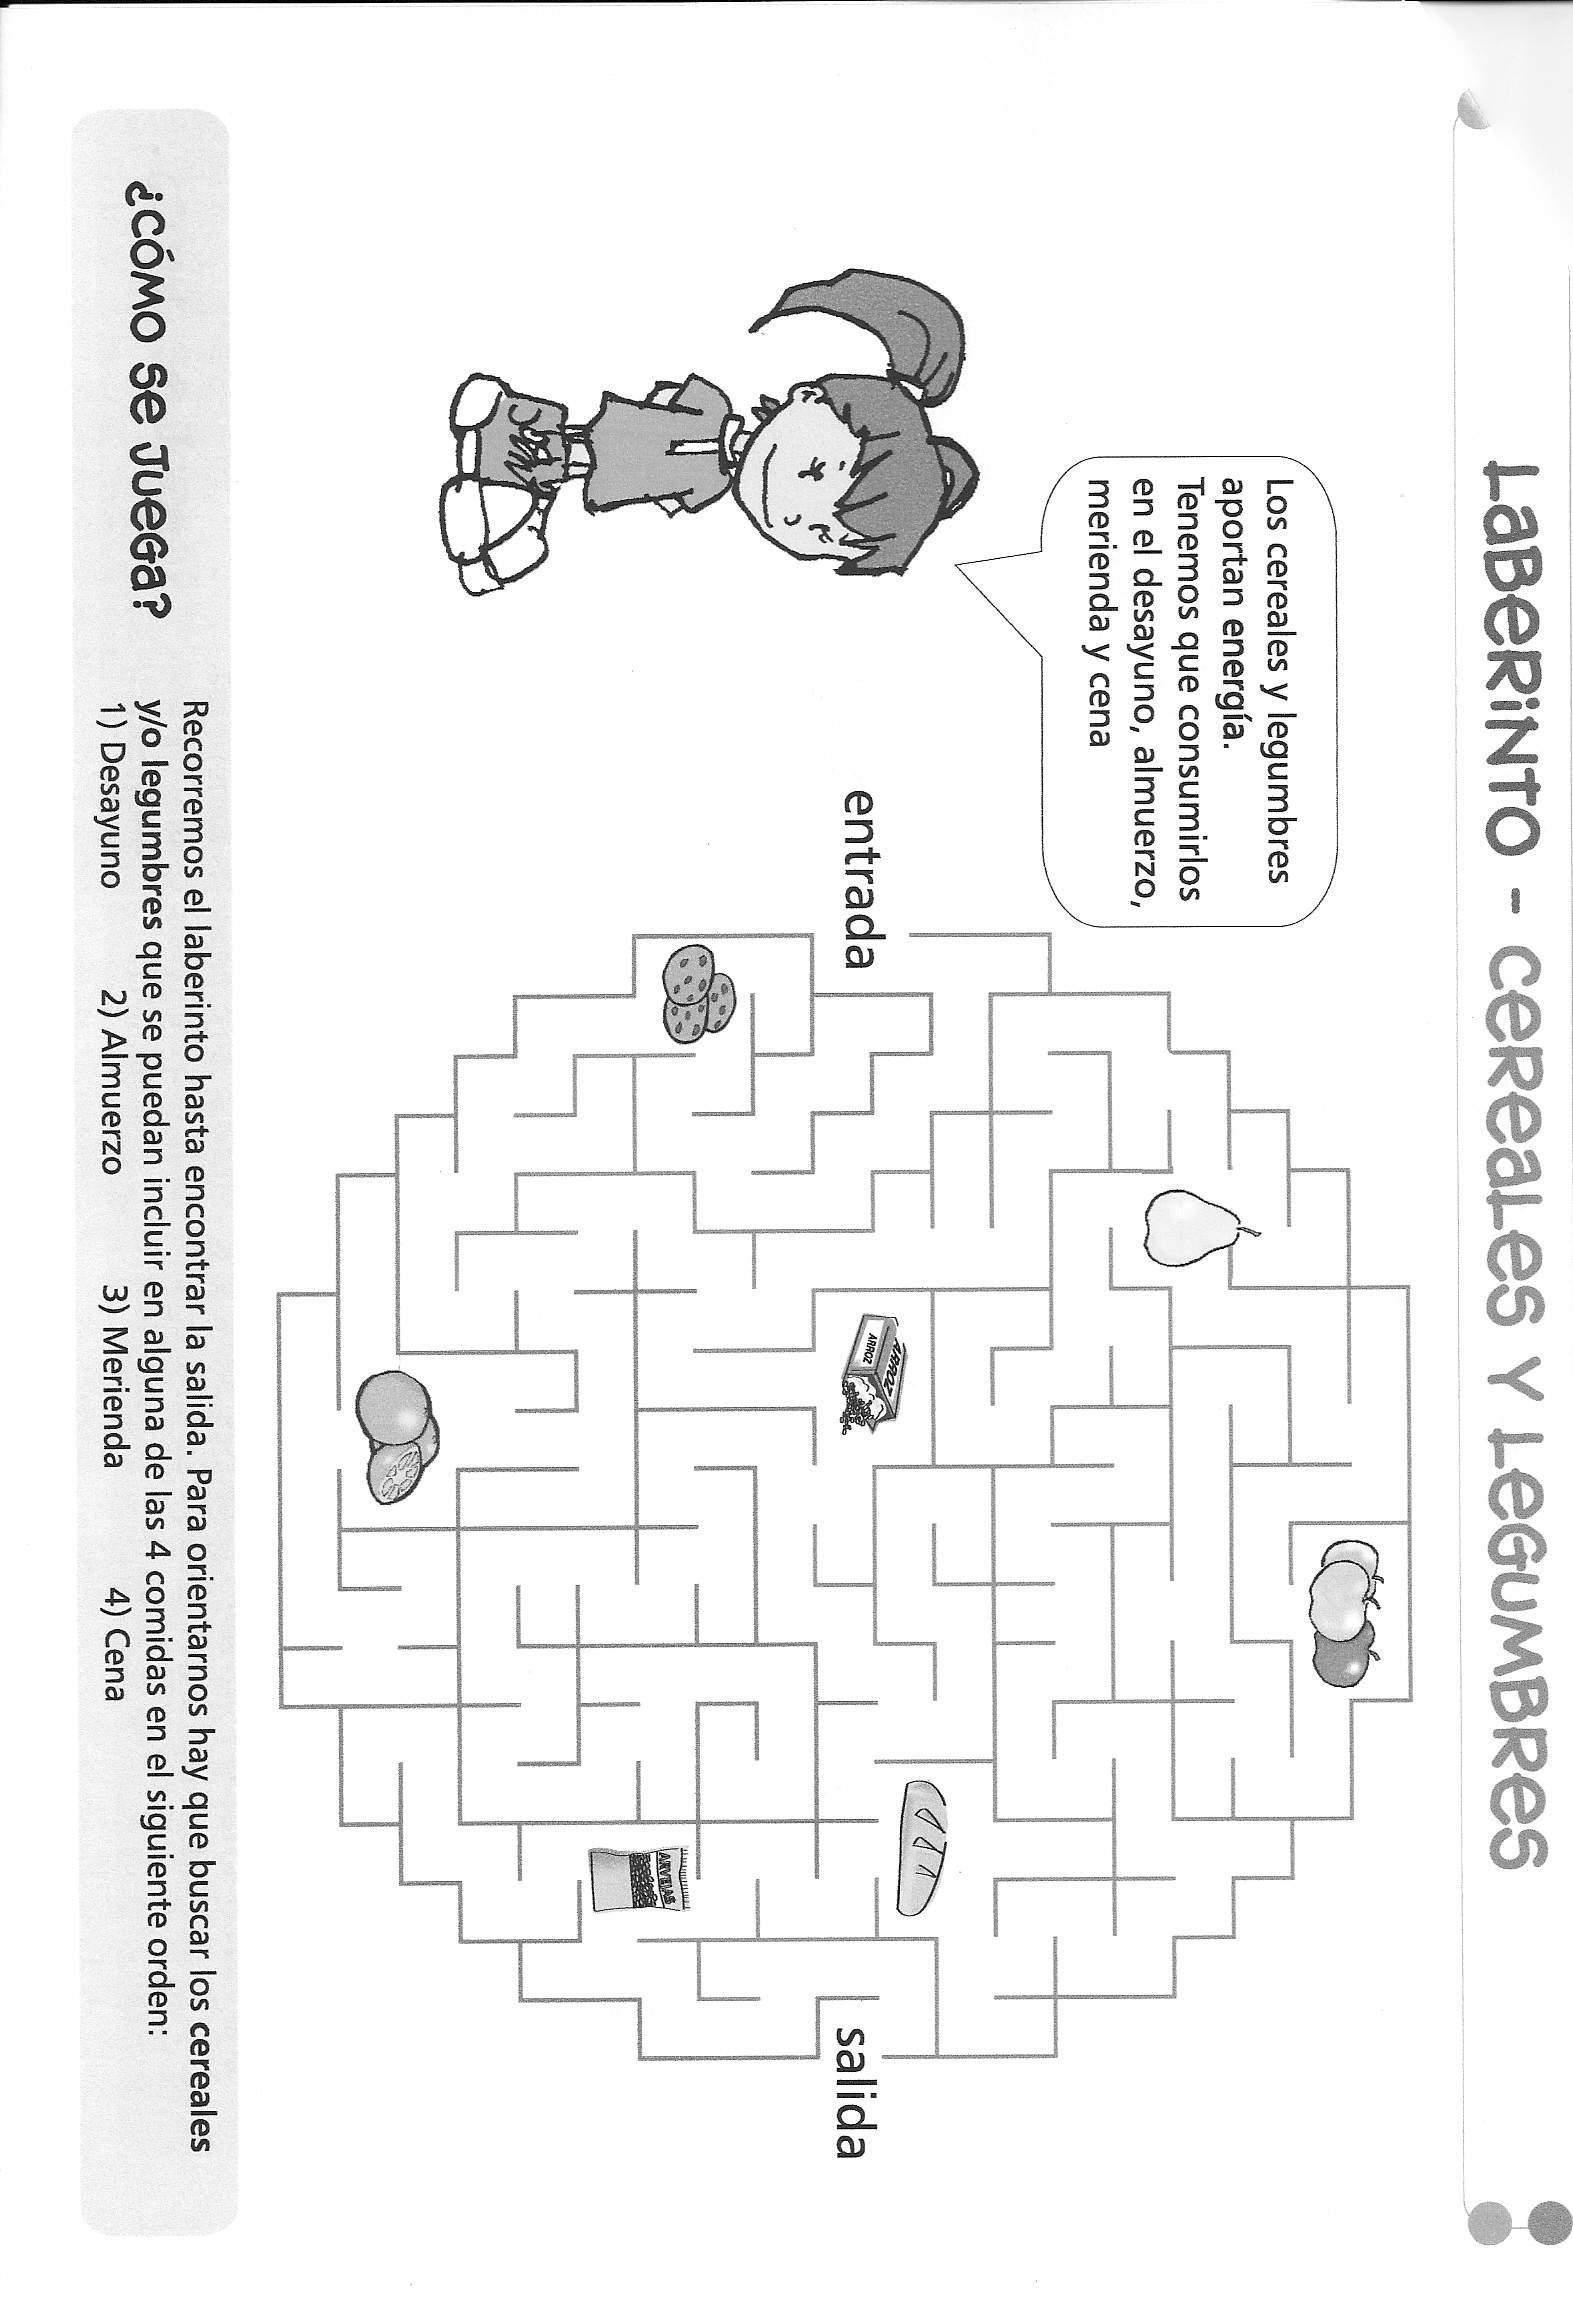 Laberinto - cereales y legumbres
Los cereales y legumbres
aportan energía.
Tenemos que consumirlos
en el desayuno, almuerzo,
merienda y cena
entrada
ARROZ
ARROZ
ARVEJAS
salida
¿Cómo se juega?
Recorremos el laberinto hasta encontrar la salida. Para orientarnos hay que buscar los cereales
y/o legumbres que se puedan incluir en alguna de las 4 comidas en el siguiente orden:
1) Desayuno 2) Almuerzo 3) Merienda 4) Cena